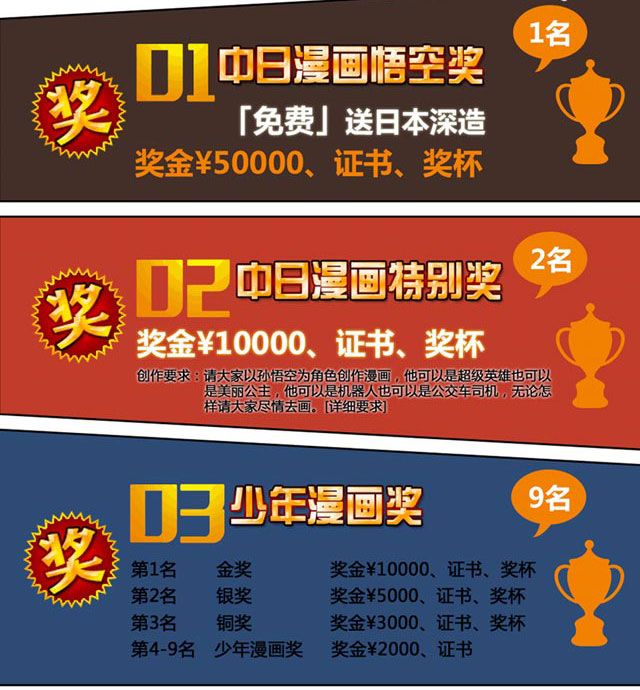 1名
奖
01 中日漫画悟空奖
「免费」送日本深造
奖金¥50000、证书、奖杯
2名
奖
02 中日漫画特别奖
奖金¥10000、证书、奖杯
创作要求：请大家以孙悟空为角色创作漫画，他可以是超级英雄也可以
是美丽公主，他可以是机器人也可以是公交车司机，无论怎
样请大家尽情去画。[详细要求]
9名
奖
03 少年漫画奖
第1名 金奖 奖金¥10000、证书、奖杯
第2名 银奖 奖金¥5000、证书、奖杯
第3名 铜奖 奖金¥3000、证书、奖杯
第4-9名 少年漫画奖 奖金¥2000、证书